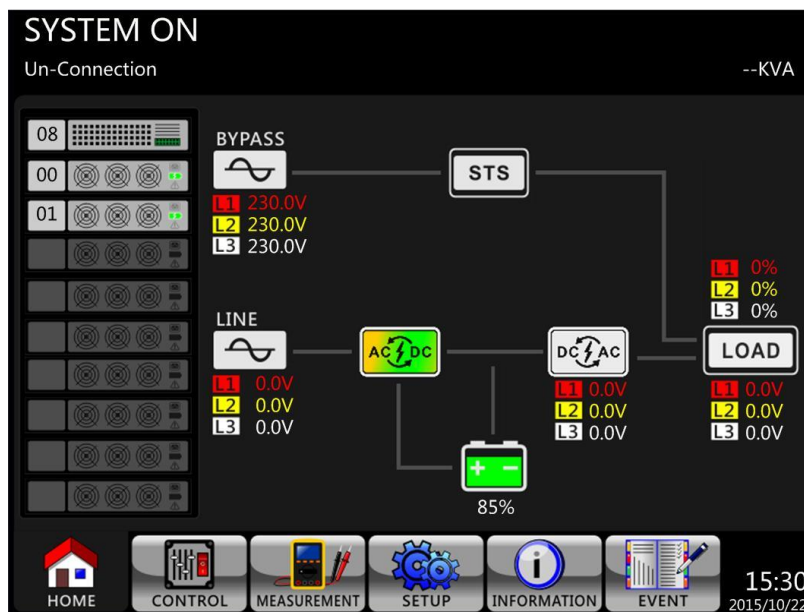 SYSTEM ON
Un-Connection
--KVA
08
00
01
BYPASS
L1 230.0V
L2 230.0V
L3 230.0V
STS
LINE
L1 0.0V
L2 0.0V
L3 0.0V
AC DC
DC AC
L1 0.0V
L2 0.0V
L3 0.0V
+ -
85%
L1 0%
L2 0%
L3 0%
LOAD
L1 0.0V
L2 0.0V
L3 0.0V
HOME
CONTROL
MEASUREMENT
SETUP
INFORMATION
EVENT
15:30
2015/10/22